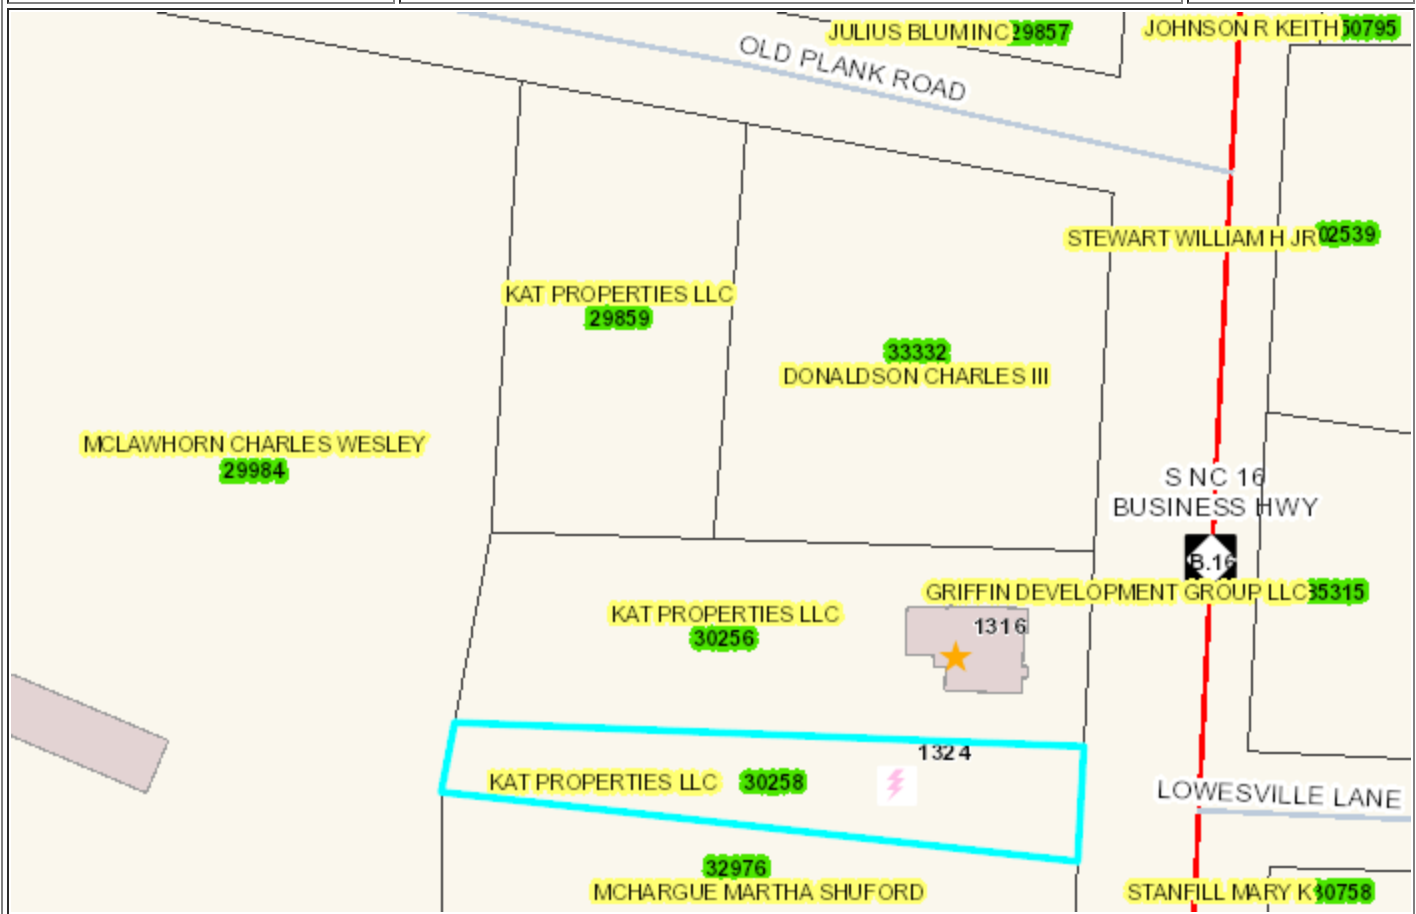 JULIUS BLUM INC 29857
JOHNSON R KEITH 50795
OLD PLANK ROAD
STEWART WILLIAM H JR 02539
KAT PROPERTIES LLC
29859
33332
DONALDSON CHARLES III
MCLAWHORN CHARLES WESLEY
29984
S NC 16
BUSINESS HWY
B.16
GRIFFIN DEVELOPMENT GROUP LLC 85315
KAT PROPERTIES LLC
30256
1316
1324
KAT PROPERTIES LLC 30258
LOWESVILLE LANE
32976
MCHARGUE MARTHA SHUFORD
STANFILL MARY K